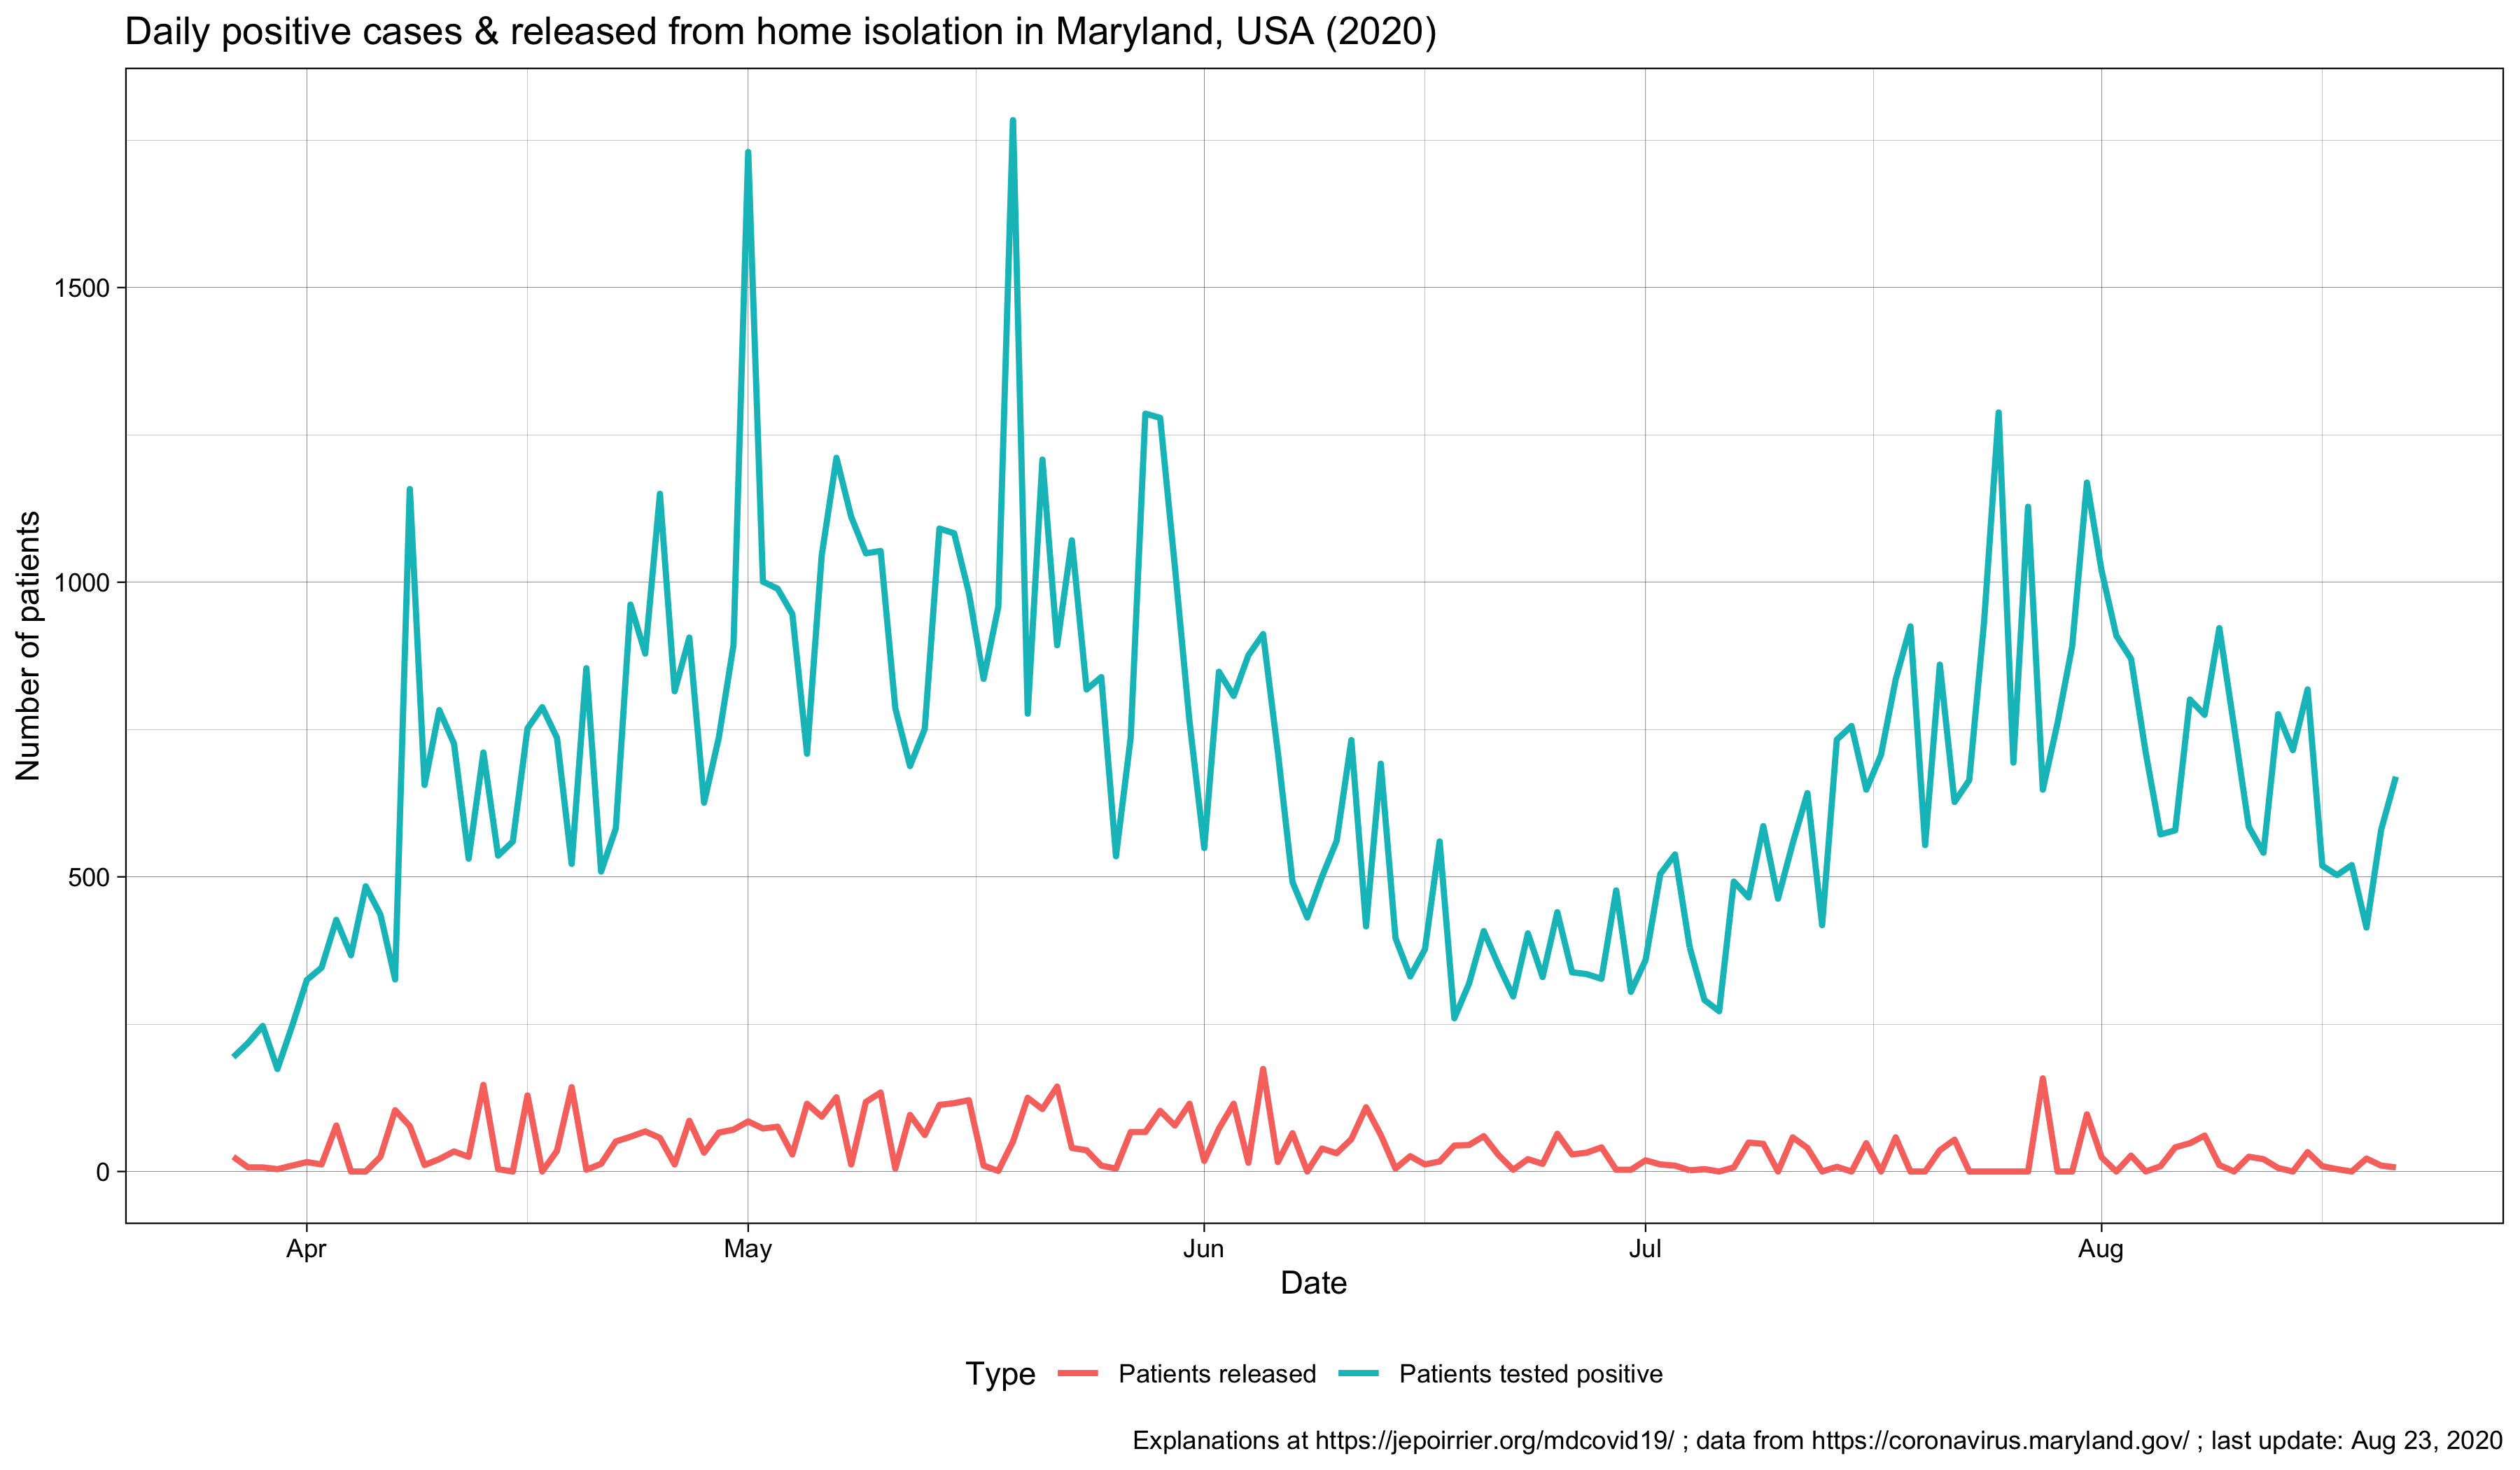 Daily positive cases & released from home isolation in Maryland, USA (2020)
Number of patients
1500
1000
500
0
Apr May Jun Jul Aug
Date
Type Patients released Patients tested positive
Explanations at https://jepoirrier.org/mdcovid19/ ; data from https://coronavirus.maryland.gov/ ; last update: Aug 23, 2020